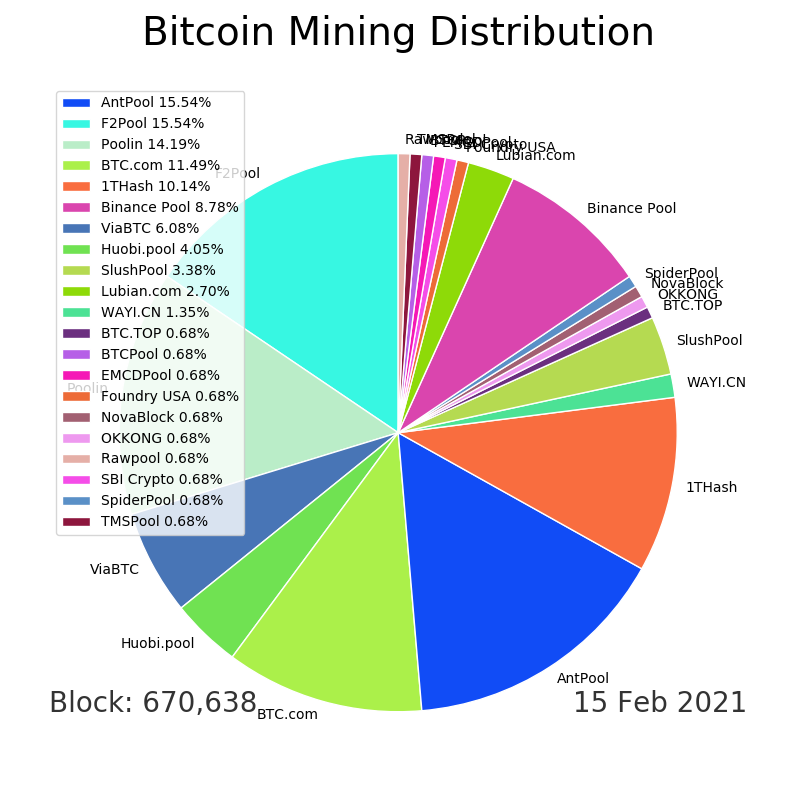 Bitcoin Mining Distribution
AntPool 15.54%
F2Pool 15.54%
Poolin 14.19%
BTC.com 11.49%
1THash 10.14%
Binance Pool 8.78%
ViaBTC 6.08%
Huobi.pool 4.05%
SlushPool 3.38%
Lubian.com 2.70%
WAYI.CN 1.35%
BTC.TOP 0.68%
BTCPool 0.68%
EMCDPool 0.68%
Foundry USA 0.68%
NovaBlock 0.68%
OKKONG 0.68%
Rawpool 0.68%
SBI Crypto 0.68%
SpiderPool 0.68%
TMSPool 0.68%
F2Pool
Poolin
ViaBTC
Huobi.pool
BTC.com
AntPool
1THash
WAYI.CN
SlushPool
BTC.TOP
OKKONG
NovaBlock
SpiderPool
Binance Pool
Lubian.com
Foundry USA
Block: 670,638
15 Feb 2021